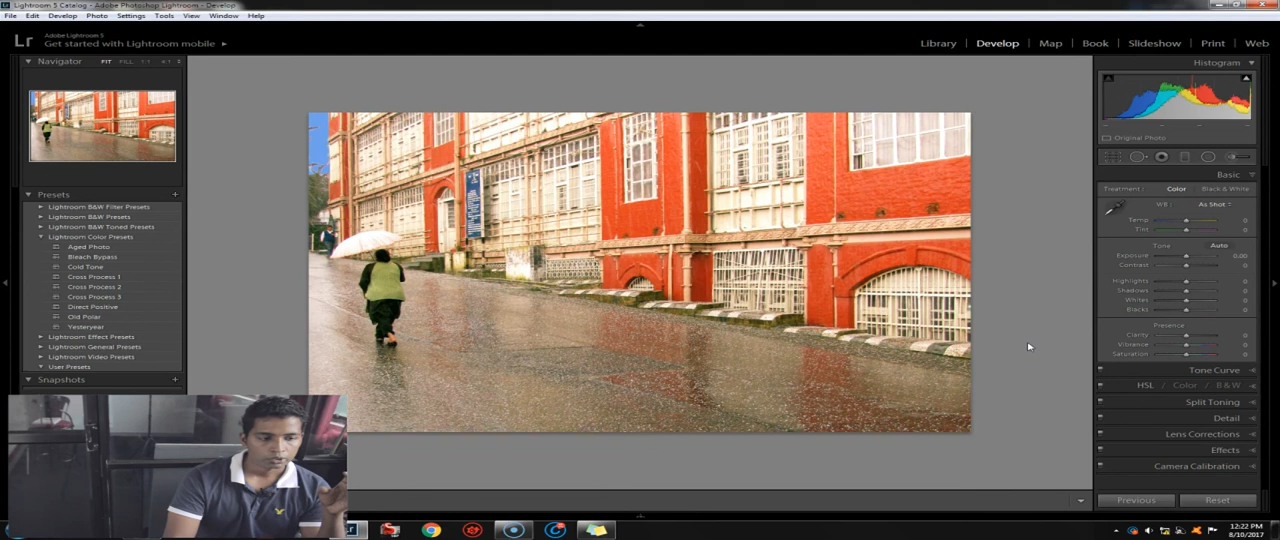 Lightroom 5 Catalog - Adobe Photoshop Lightroom - Develop
File Edit Develop Photo Settings Tools View Window Help
Lr Adobe Lightroom 5
Get started with Lightroom mobile
Library | Develop | Map | Book | Slideshow | Print | Web
Navigator FIT FILL 1:1 4:1
Histogram
Original Photo
Presets +
Lightroom B&W Filter Presets
Lightroom B&W Presets
Lightroom B&W Toned Presets
Lightroom Color Presets
Aged Photo
Bleach Bypass
Cold Tone
Cross Process 1
Cross Process 2
Cross Process 3
Direct Positive
Old Polar
Yesteryear
Lightroom Effect Presets
Lightroom General Presets
Lightroom Video Presets
User Presets
Snapshots +
Basic
Treatment : Color Black & White
WB : As Shot
Temp 0
Tint 0
Tone Auto
Exposure 0.00
Contrast 0
Highlights 0
Shadows 0
Whites 0
Blacks 0
Presence
Clarity 0
Vibrance 0
Saturation 0
Tone Curve
HSL / Color / B & W
Split Toning
Detail
Lens Corrections
Effects
Camera Calibration
Previous Reset
Lr
12:22 PM
8/10/2017